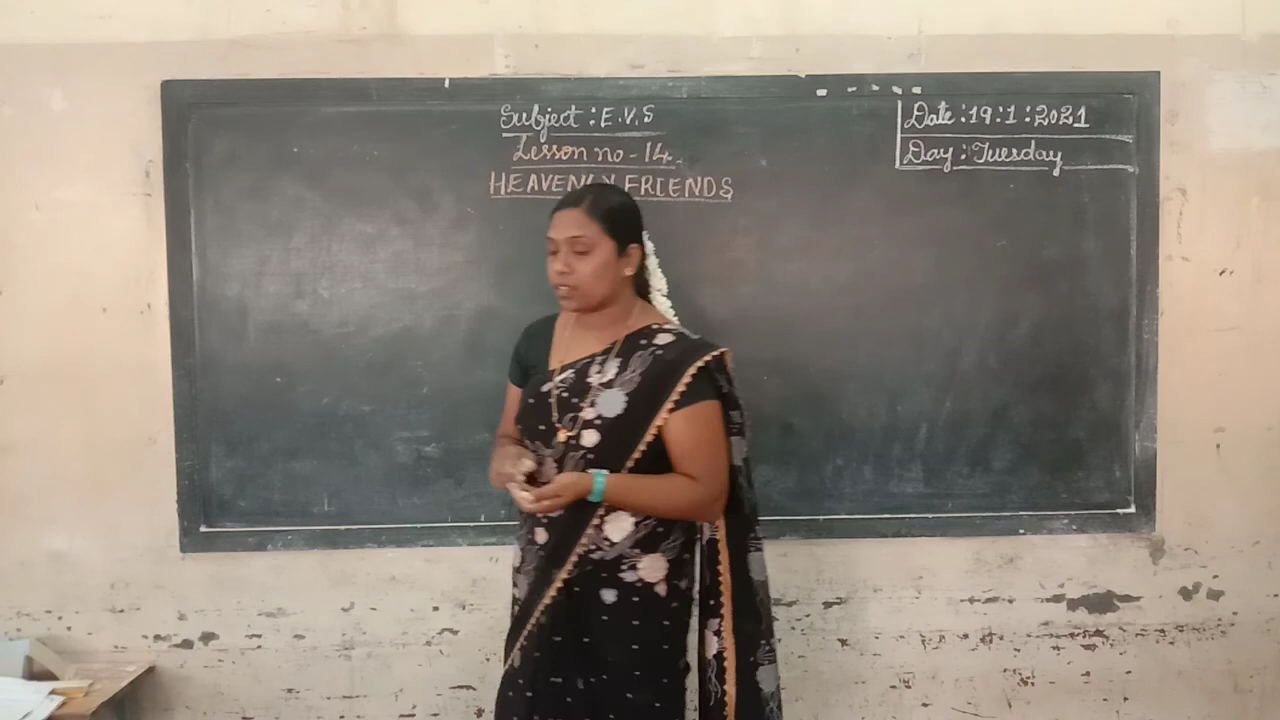 Subject : E.V.S
Lesson no - 14.
HEAVENLY FRIENDS
Date : 19 : 1 : 2021
Day : Tuesday